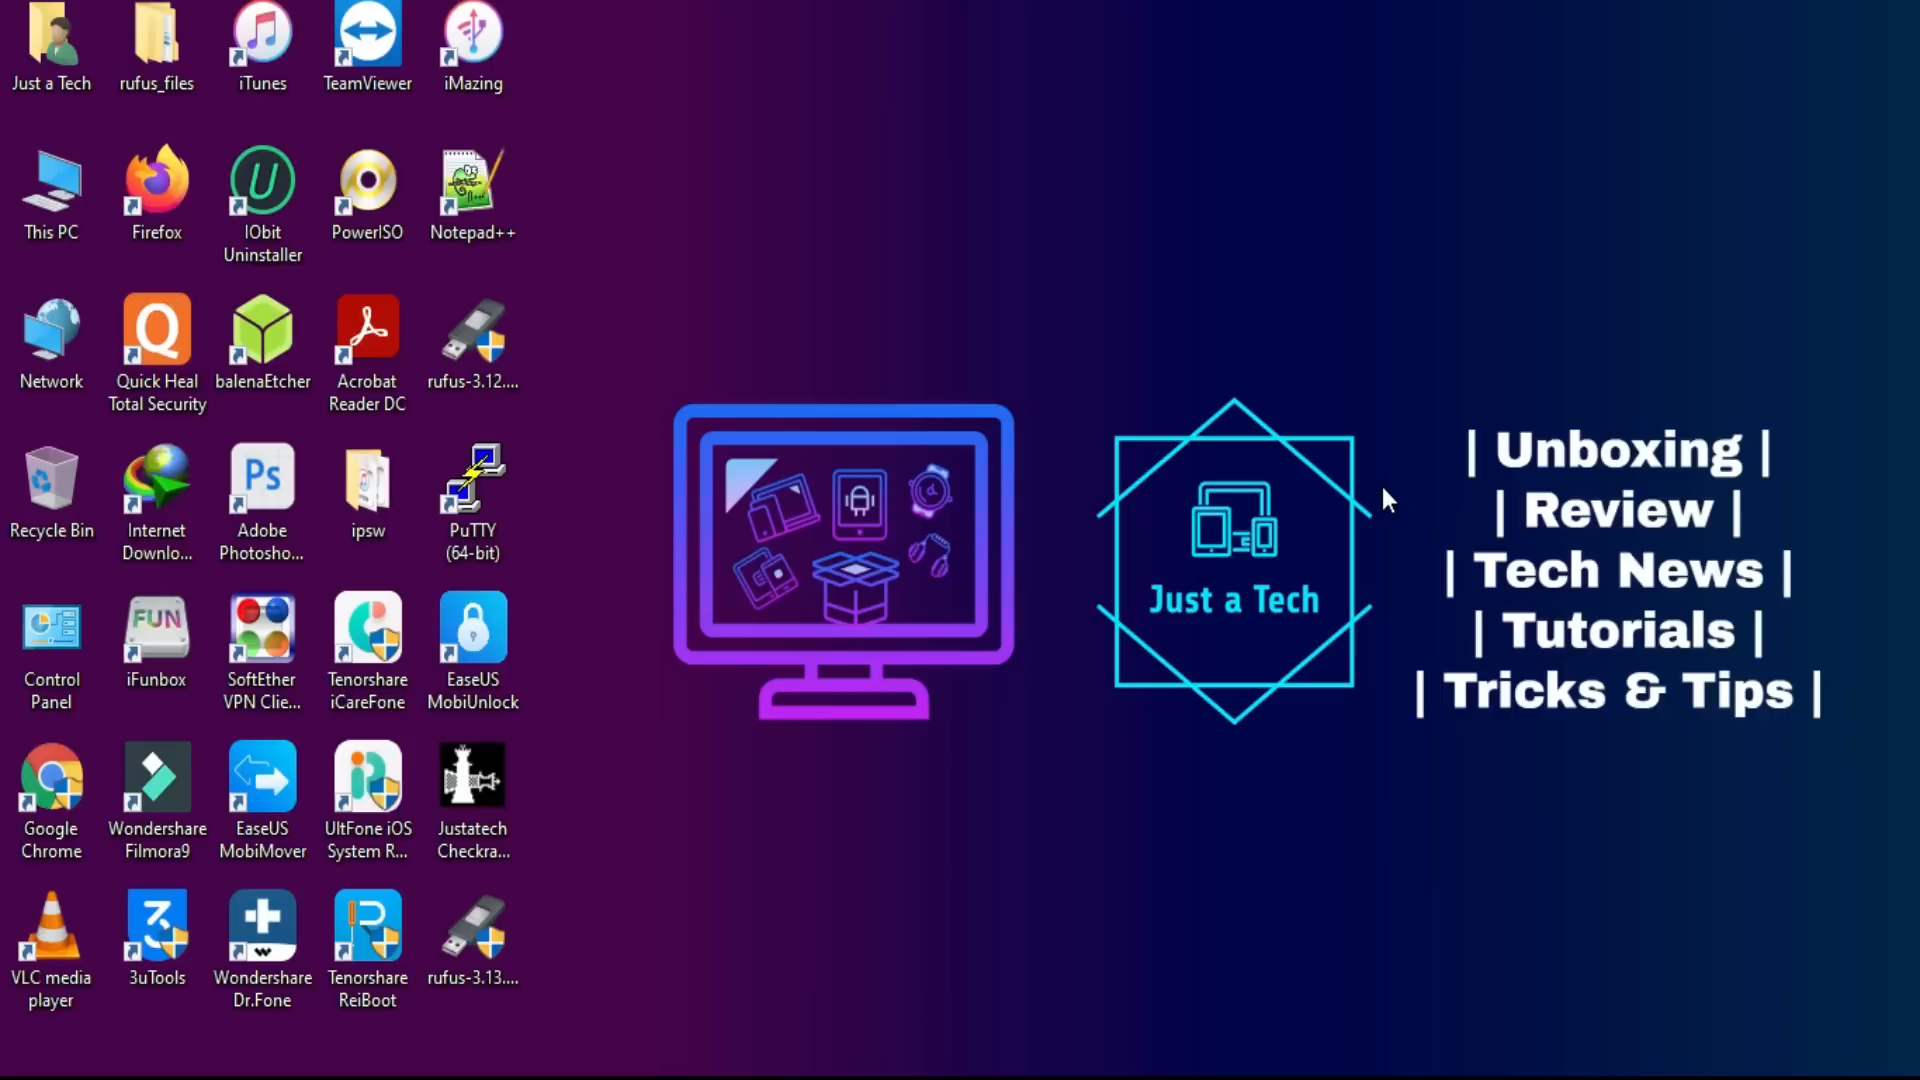 Just a Tech
rufus_files
iTunes
TeamViewer
iMazing
This PC
Firefox
IObit
Uninstaller
PowerISO
Notepad++
Network
Quick Heal
Total Security
balenaEtcher
Acrobat
Reader DC
rufus-3.12....
Recycle Bin
Internet
Downlo...
Ps
Adobe
Photosho...
ipsw
PuTTY
(64-bit)
Control
Panel
FUN
iFunbox
SoftEther
VPN Clie...
Tenorshare
iCareFone
EaseUS
MobiUnlock
Google
Chrome
Wondershare
Filmora9
EaseUS
MobiMover
UltFone iOS
System R...
Justatech
Checkra...
VLC media
player
3uTools
Wondershare
Dr.Fone
Tenorshare
ReiBoot
rufus-3.13....
Just a Tech
| Unboxing |
| Review |
| Tech News |
| Tutorials |
| Tricks & Tips |